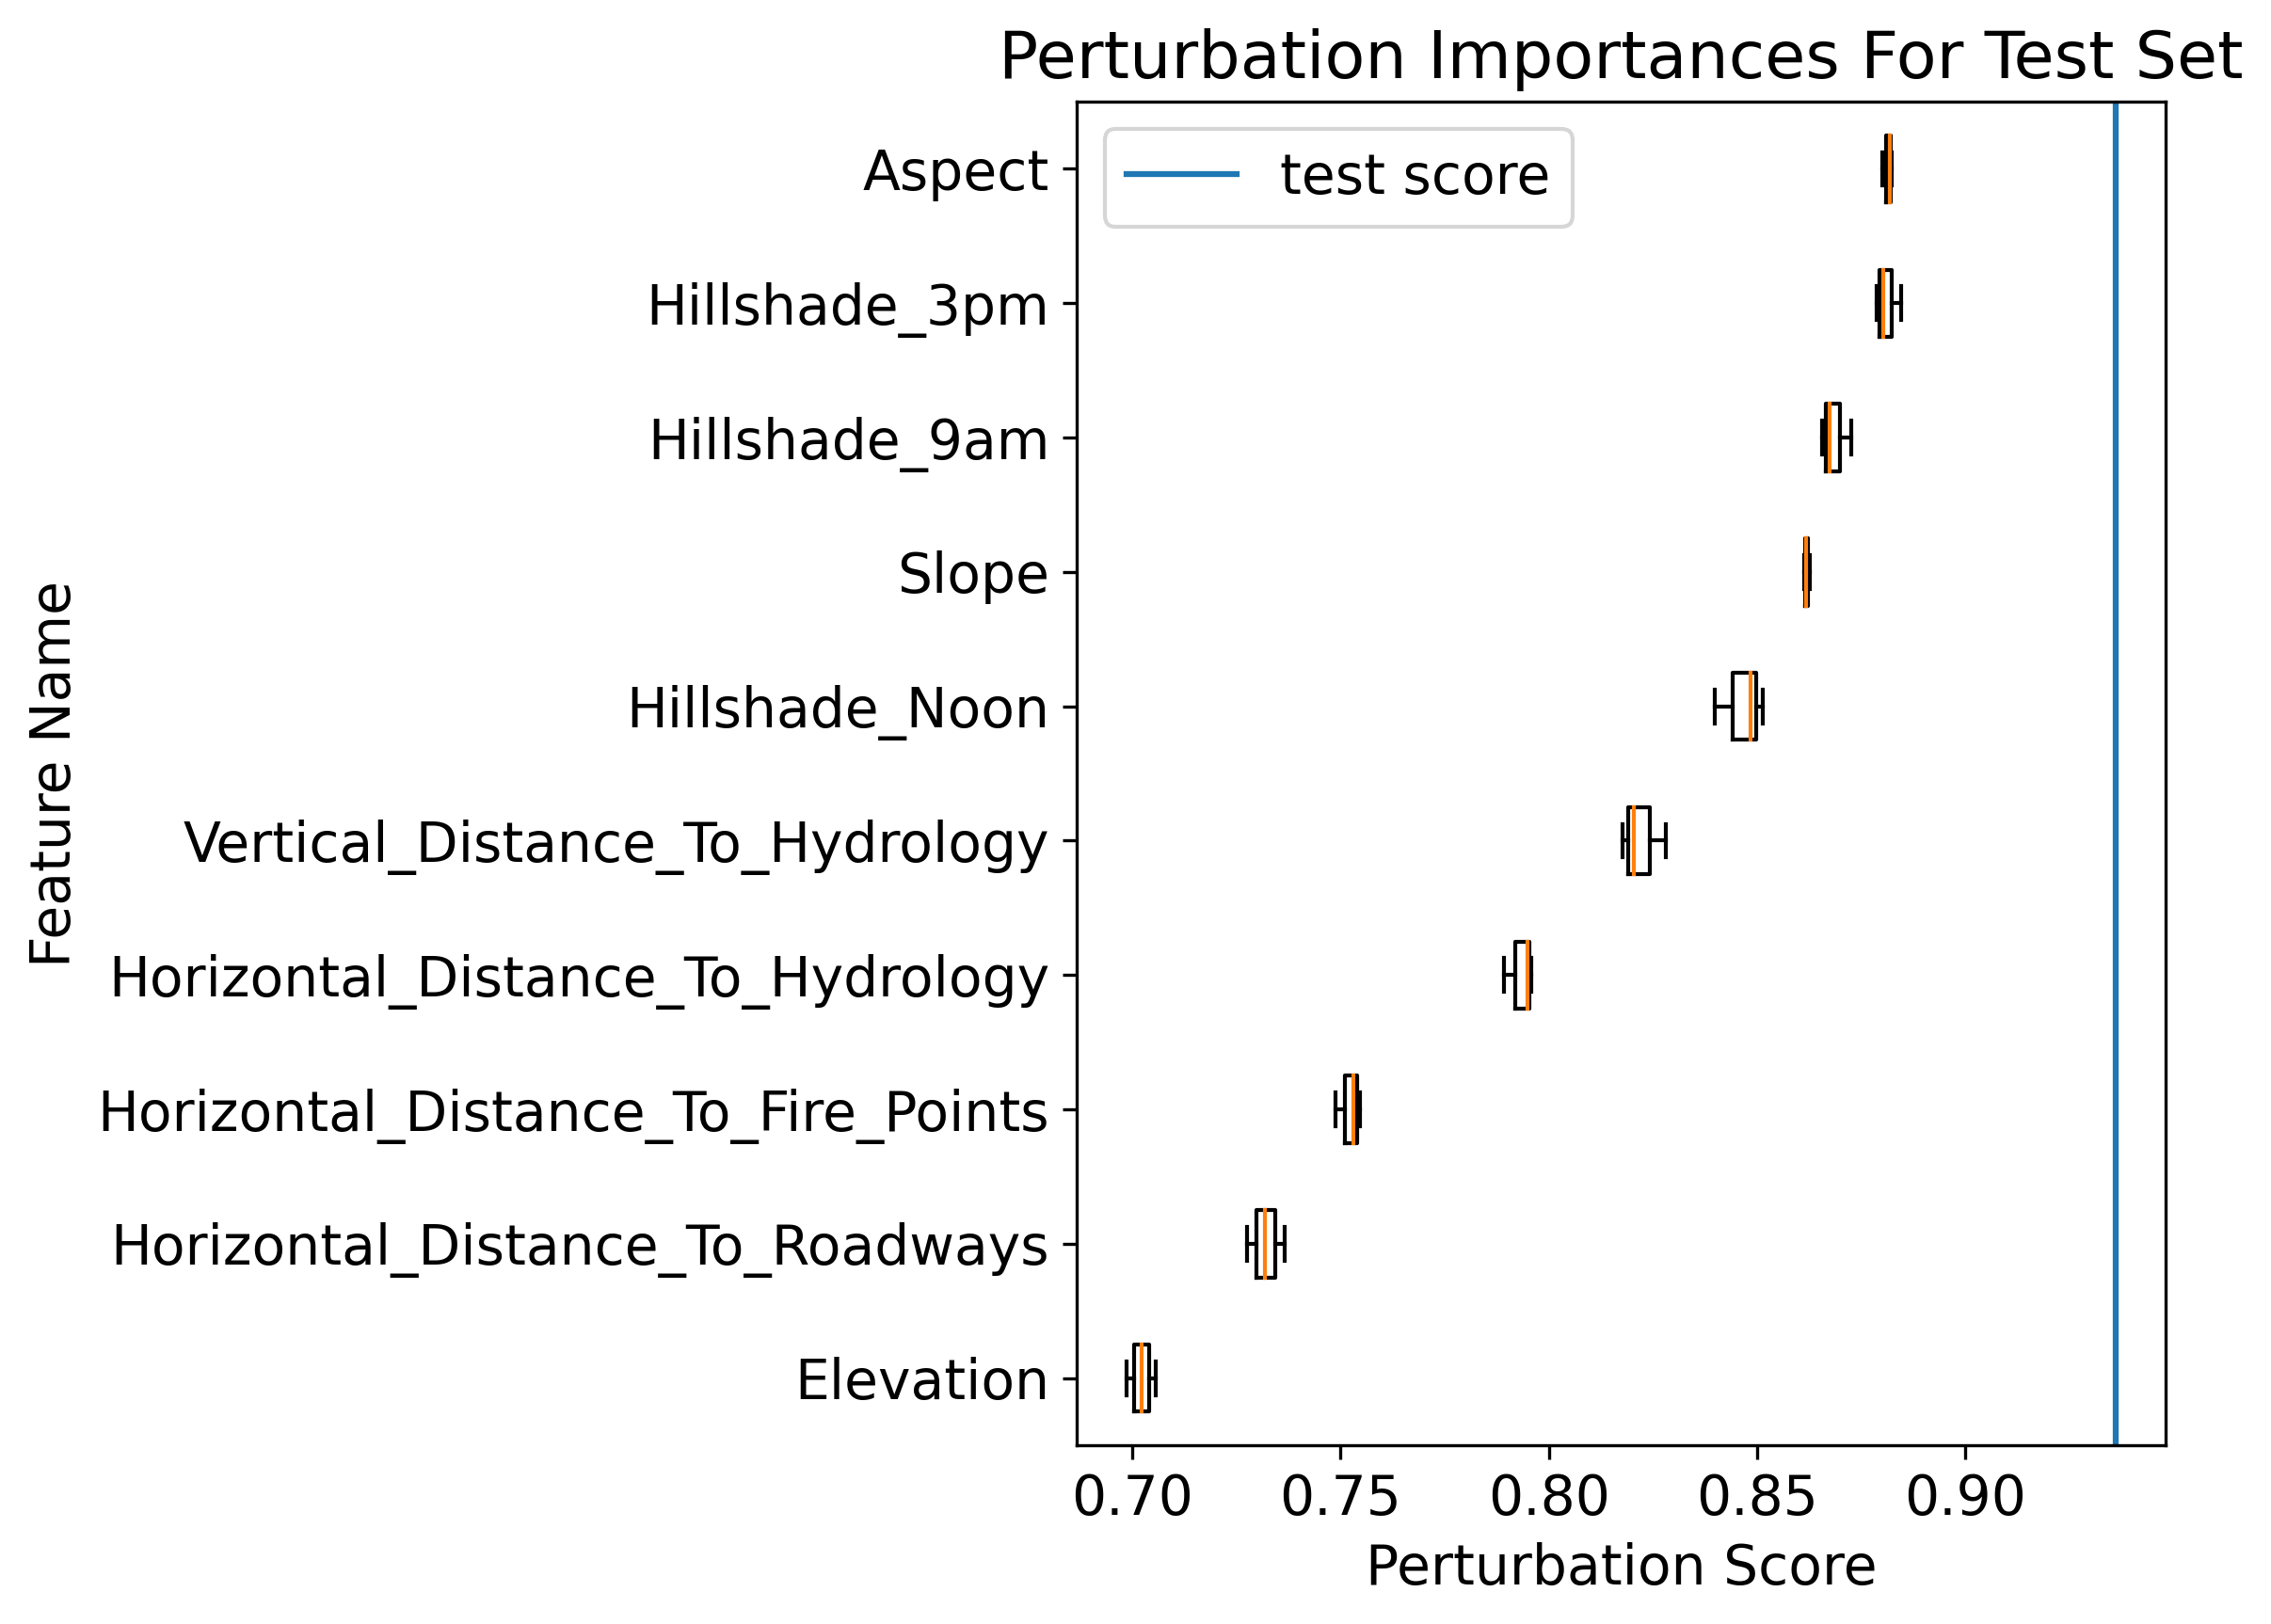 Perturbation Importances For Test Set
test score
Aspect
Hillshade_3pm
Hillshade_9am
Slope
Hillshade_Noon
Vertical_Distance_To_Hydrology
Horizontal_Distance_To_Hydrology
Horizontal_Distance_To_Fire_Points
Horizontal_Distance_To_Roadways
Elevation
Feature Name
0.70 0.75 0.80 0.85 0.90
Perturbation Score